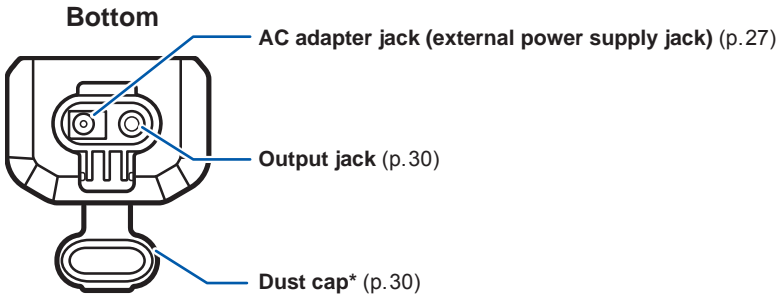 Bottom
AC adapter jack (external power supply jack) (p.27)
Output jack (p.30)
Dust cap* (p.30)